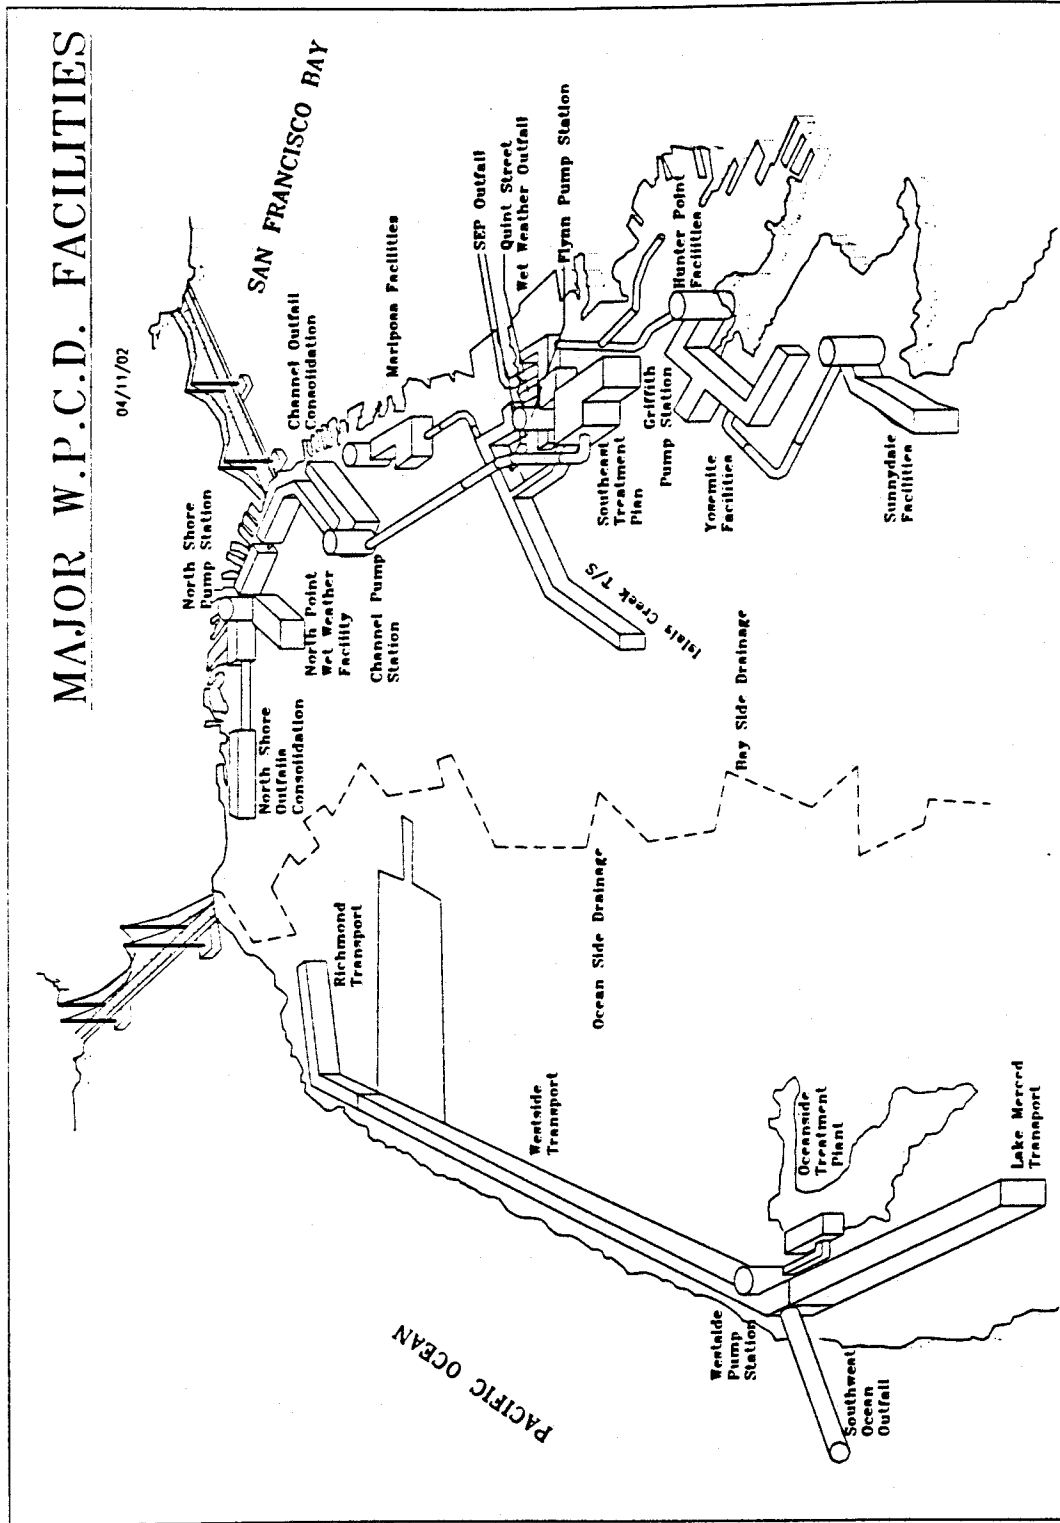 MAJOR W.P.C.D. FACILITIES
04/11/02
SAN FRANCISCO BAY
PACIFIC OCEAN
North Shore
Pump Station
Channel Outfall
Consolidation
Mariposa Facilities
SEP Outfall
Quint Street
Wet Weather Outfall
Flynn Pump Station
Hunter Point
Facilities
North Shore
Outfalls
Consolidation
North Point
Wet Weather
Facility
Channel Pump
Station
Islais Creek T/S
Southeast
Treatment
Plan
Griffith
Pump Station
Yosemite
Facilities
Sunnydale
Facilities
Bay Side Drainage
Ocean Side Drainage
Richmond
Transport
Westside
Transport
Oceanside
Treatment
Plant
Lake Merced
Transport
Westside
Pump
Station
Southwest
Ocean
Outfall